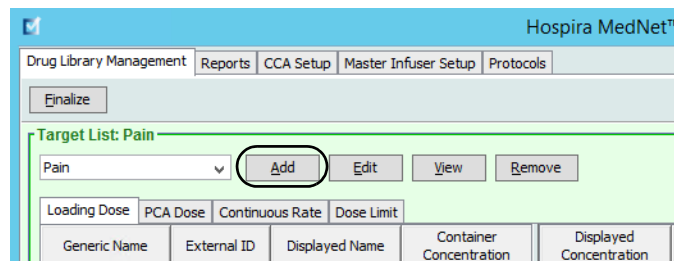 Hospira MedNet™
Drug Library Management Reports CCA Setup Master Infuser Setup Protocols
Finalize
Target List: Pain
Pain Add Edit View Remove
Loading Dose PCA Dose Continuous Rate Dose Limit
Generic Name External ID Displayed Name Container Concentration Displayed Concentration